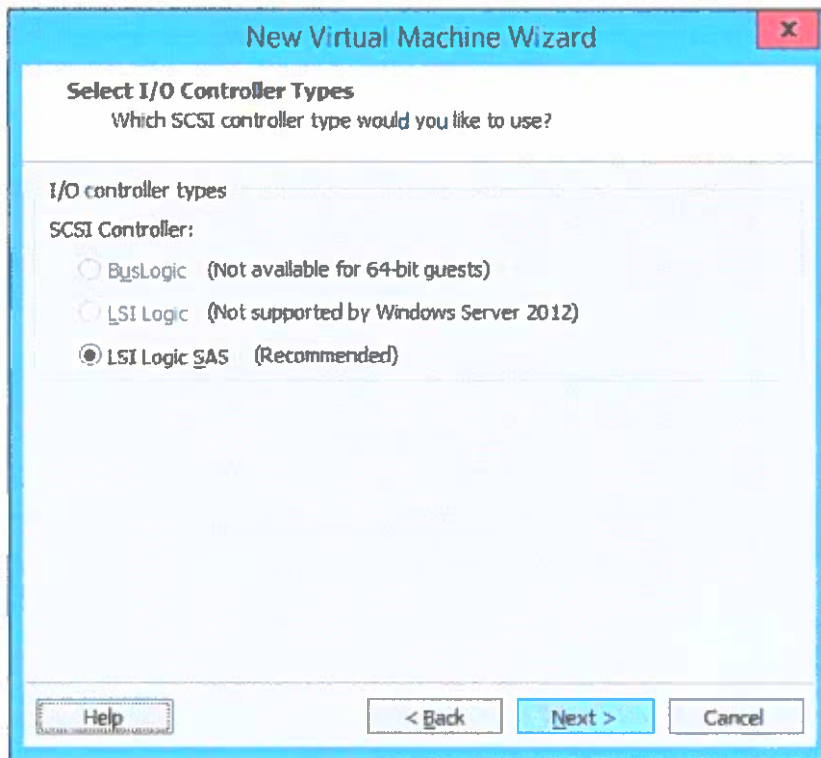 New Virtual Machine Wizard
x
Select I/O Controller Types
Which SCSI controller type would you like to use?
I/O controller types
SCSI Controller:
BusLogic (Not available for 64-bit guests)
LSI Logic (Not supported by Windows Server 2012)
LSI Logic SAS (Recommended)
Help
< Back
Next >
Cancel